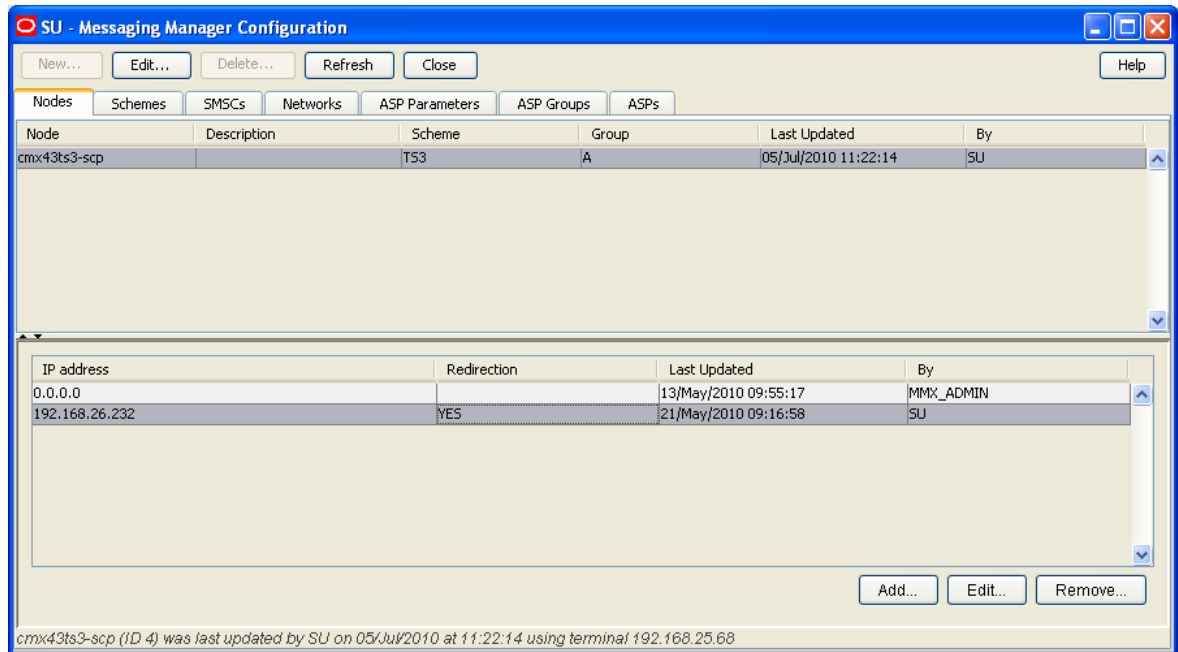 SU - Messaging Manager Configuration
New... Edit... Delete... Refresh Close Help
Nodes Schemes SMSCs Networks ASP Parameters ASP Groups ASPs
Node Description Scheme Group Last Updated By
cmx43ts3-scp TS3 A 05/Jul/2010 11:22:14 SU
IP address Redirection Last Updated By
0.0.0.0 13/May/2010 09:55:17 MMX_ADMIN
192.168.26.232 YES 21/May/2010 09:16:58 SU
Add... Edit... Remove...
cmx43ts3-scp (ID 4) was last updated by SU on 05/Jul/2010 at 11:22:14 using terminal 192.168.25.68